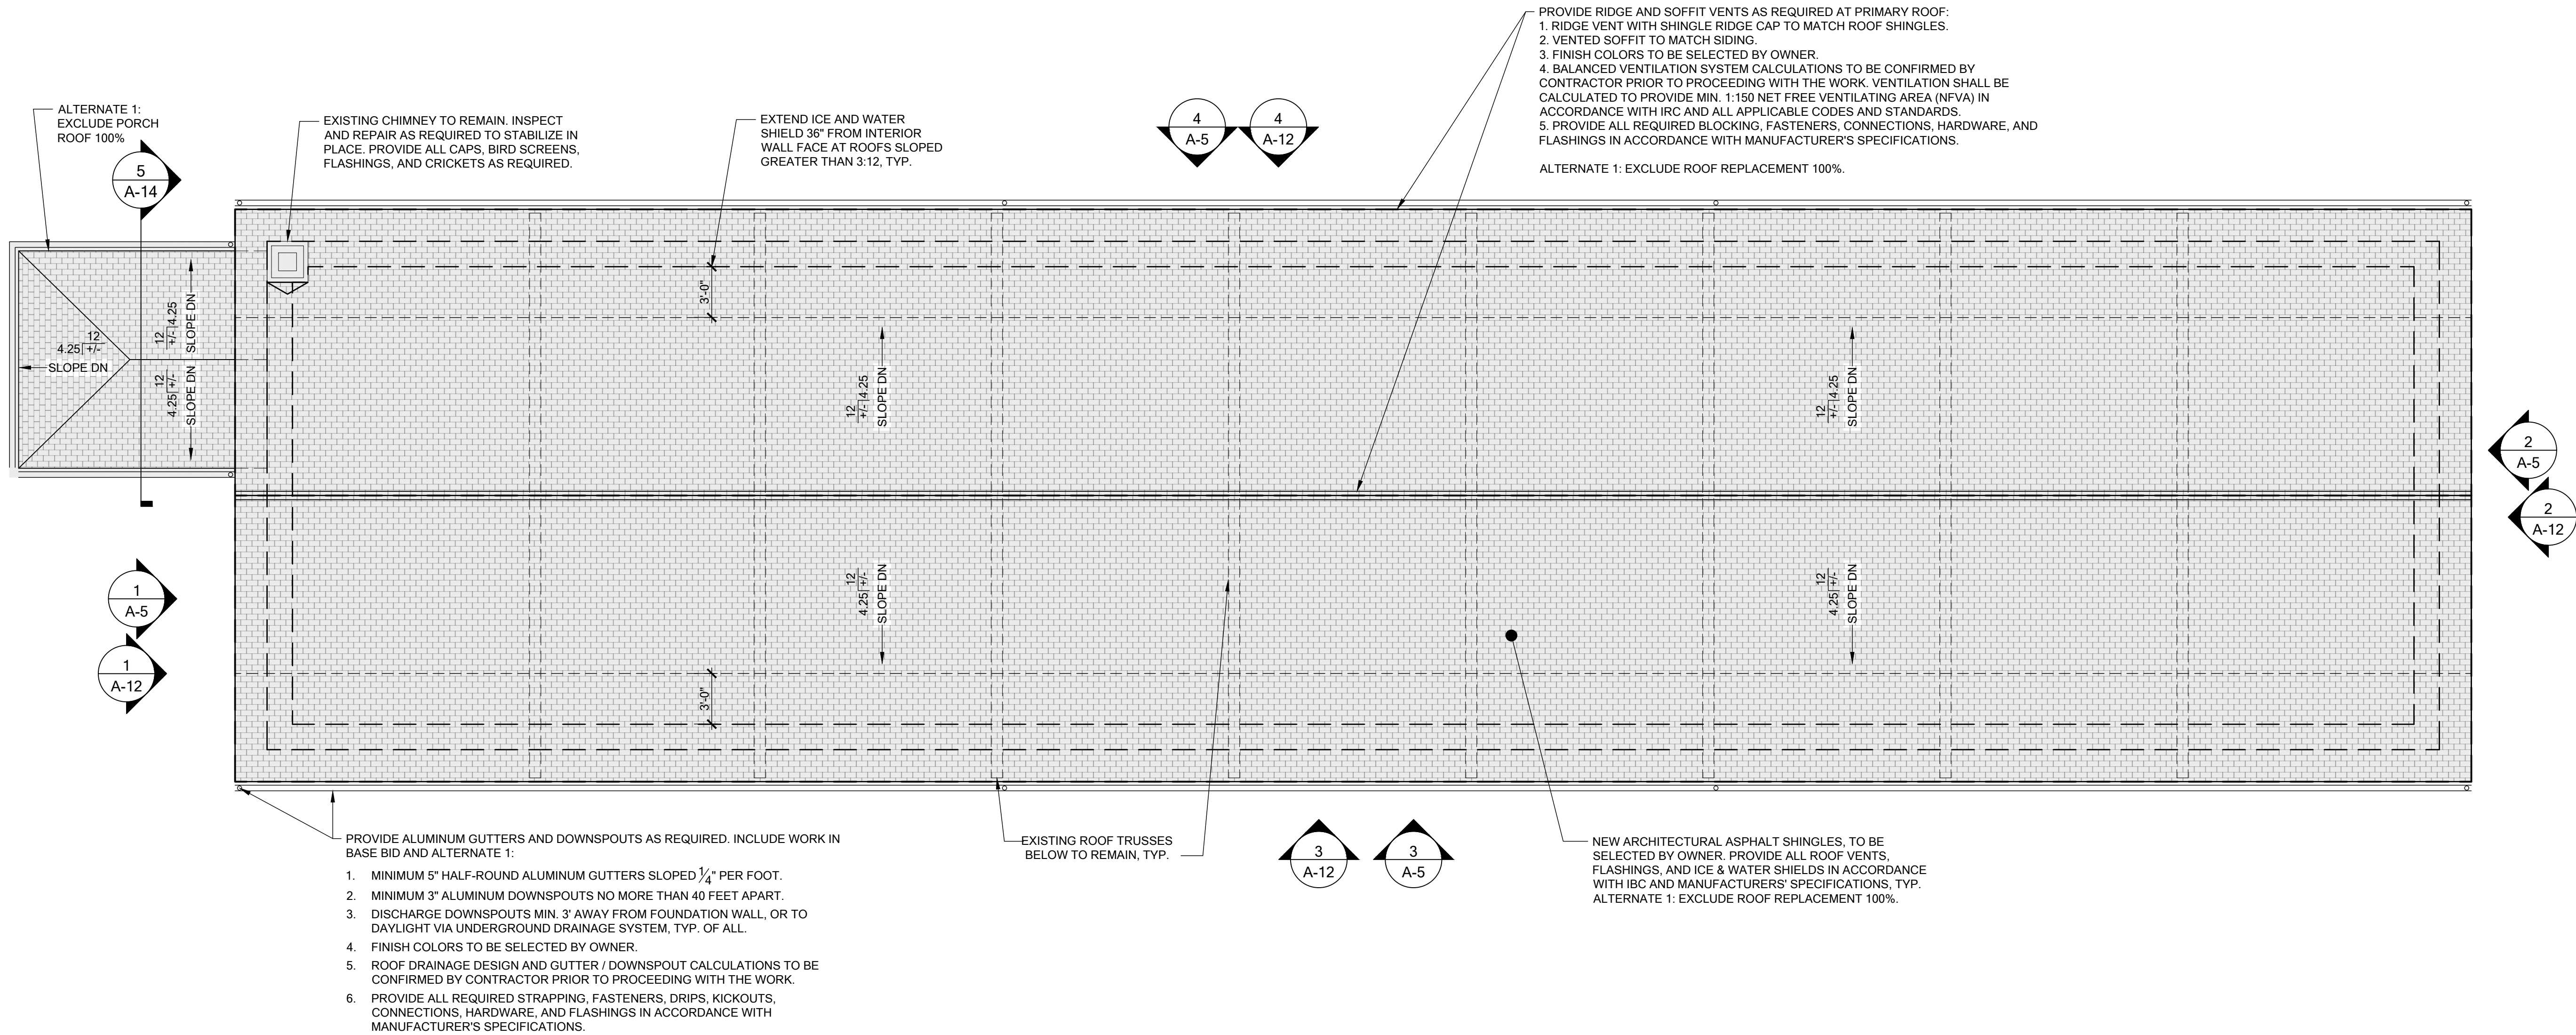 PROVIDE RIDGE AND SOFFIT VENTS AS REQUIRED AT PRIMARY ROOF:
1. RIDGE VENT WITH SHINGLE RIDGE CAP TO MATCH ROOF SHINGLES.
2. VENTED SOFFIT TO MATCH SIDING.
3. FINISH COLORS TO BE SELECTED BY OWNER.
4. BALANCED VENTILATION SYSTEM CALCULATIONS TO BE CONFIRMED BY
CONTRACTOR PRIOR TO PROCEEDING WITH THE WORK. VENTILATION SHALL BE
CALCULATED TO PROVIDE MIN. 1:150 NET FREE VENTILATING AREA (NFVA) IN
ACCORDANCE WITH IRC AND ALL APPLICABLE CODES AND STANDARDS.
5. PROVIDE ALL REQUIRED BLOCKING, FASTENERS, CONNECTIONS, HARDWARE, AND
FLASHINGS IN ACCORDANCE WITH MANUFACTURER'S SPECIFICATIONS.
ALTERNATE 1: EXCLUDE ROOF REPLACEMENT 100%.
ALTERNATE 1:
EXCLUDE PORCH
ROOF 100%
EXISTING CHIMNEY TO REMAIN. INSPECT
AND REPAIR AS REQUIRED TO STABILIZE IN
PLACE. PROVIDE ALL CAPS, BIRD SCREENS,
FLASHINGS, AND CRICKETS AS REQUIRED.
EXTEND ICE AND WATER
SHIELD 36" FROM INTERIOR
WALL FACE AT ROOFS SLOPED
GREATER THAN 3:12, TYP.
4
A-5
4
A-12
5
A-14
3'-0"
12
4.25 +/-
SLOPE DN
12
+/- 4.25
SLOPE DN
12
4.25 +/-
SLOPE DN
12
+/- 4.25
SLOPE DN
12
+/- 4.25
SLOPE DN
2
A-5
2
A-12
1
A-5
1
A-12
12
4.25 +/-
SLOPE DN
12
4.25 +/-
SLOPE DN
3'-0"
PROVIDE ALUMINUM GUTTERS AND DOWNSPOUTS AS REQUIRED. INCLUDE WORK IN
BASE BID AND ALTERNATE 1:
1. MINIMUM 5" HALF-ROUND ALUMINUM GUTTERS SLOPED 1/4" PER FOOT.
2. MINIMUM 3" ALUMINUM DOWNSPOUTS NO MORE THAN 40 FEET APART.
3. DISCHARGE DOWNSPOUTS MIN. 3' AWAY FROM FOUNDATION WALL, OR TO
DAYLIGHT VIA UNDERGROUND DRAINAGE SYSTEM, TYP. OF ALL.
4. FINISH COLORS TO BE SELECTED BY OWNER.
5. ROOF DRAINAGE DESIGN AND GUTTER / DOWNSPOUT CALCULATIONS TO BE
CONFIRMED BY CONTRACTOR PRIOR TO PROCEEDING WITH THE WORK.
6. PROVIDE ALL REQUIRED STRAPPING, FASTENERS, DRIPS, KICKOUTS,
CONNECTIONS, HARDWARE, AND FLASHINGS IN ACCORDANCE WITH
MANUFACTURER'S SPECIFICATIONS.
EXISTING ROOF TRUSSES
BELOW TO REMAIN, TYP.
3
A-12
3
A-5
NEW ARCHITECTURAL ASPHALT SHINGLES, TO BE
SELECTED BY OWNER. PROVIDE ALL ROOF VENTS,
FLASHINGS, AND ICE & WATER SHIELDS IN ACCORDANCE
WITH IBC AND MANUFACTURERS' SPECIFICATIONS, TYP.
ALTERNATE 1: EXCLUDE ROOF REPLACEMENT 100%.